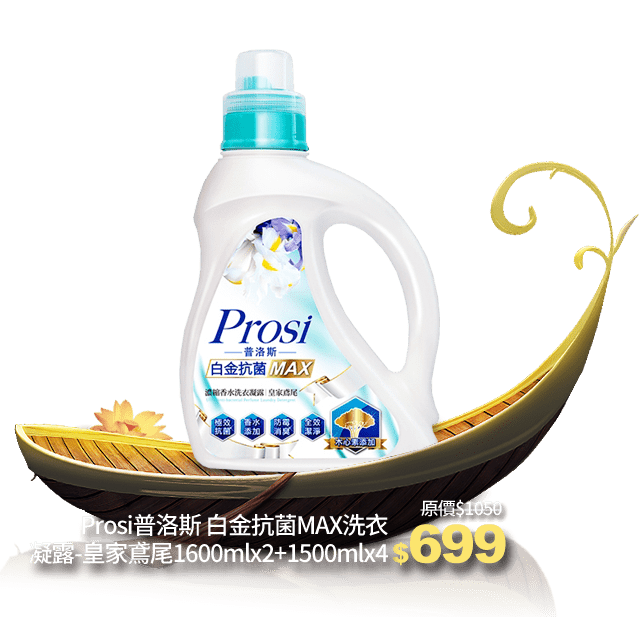 Prosi
普洛斯
白金抗菌MAX
濃縮香水洗衣凝露 皇家鳶尾
極效
抗菌
香水
添加
防霉
消臭
全效
潔淨
木心素添加
Prosi普洛斯 白金抗菌MAX洗衣
凝露-皇家鳶尾1600mlx2+1500mlx4
原價$1050
$699